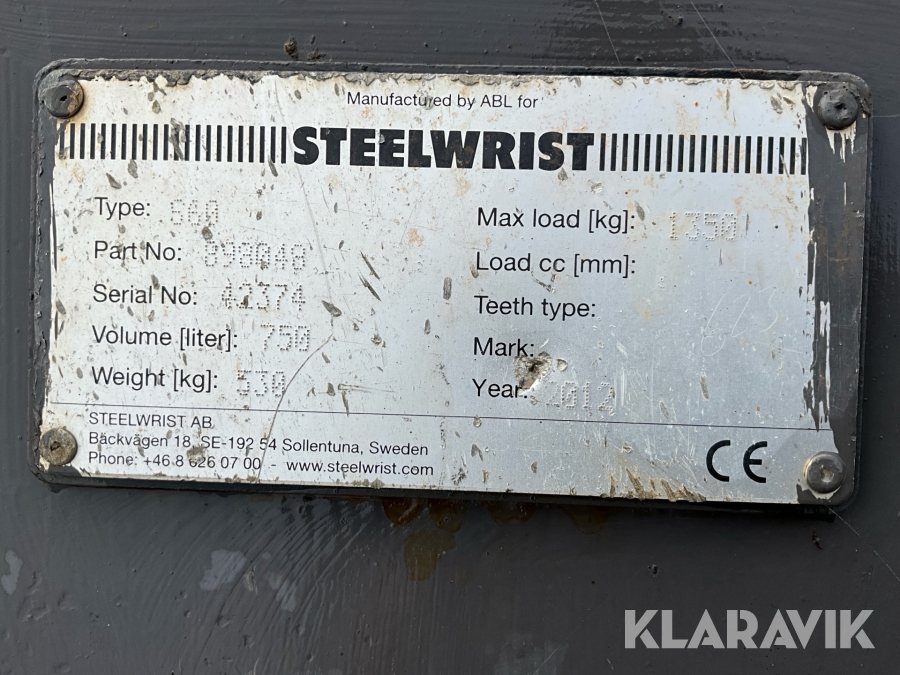 Manufactured by ABL for
STEELWRIST
Type: S60
Part No: 890040
Serial No: 42374
Volume [liter]: 750
Weight [kg]: 530
Max load [kg]: 1350
Load cc [mm]:
Teeth type:
Mark:
Year: 2012
STEELWRIST AB
Bäckvägen 18, SE-192 54 Sollentuna, Sweden
Phone: +46 8 626 07 00 - www.steelwrist.com
CE
KLARAVIK